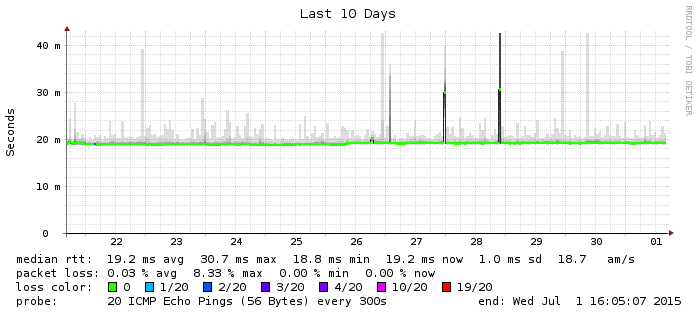 Last 10 Days
RRDTOOL / TOBI OETIKER
Seconds
40 m
30 m
20 m
10 m
0
22 23 24 25 26 27 28 29 30 01
median rtt: 19.2 ms avg 30.7 ms max 18.8 ms min 19.2 ms now 1.0 ms sd 18.7 am/s
packet loss: 0.03 % avg 8.33 % max 0.00 % min 0.00 % now
loss color: 0 1/20 2/20 3/20 4/20 10/20 19/20
probe: 20 ICMP Echo Pings (56 Bytes) every 300s end: Wed Jul 1 16:05:07 2015